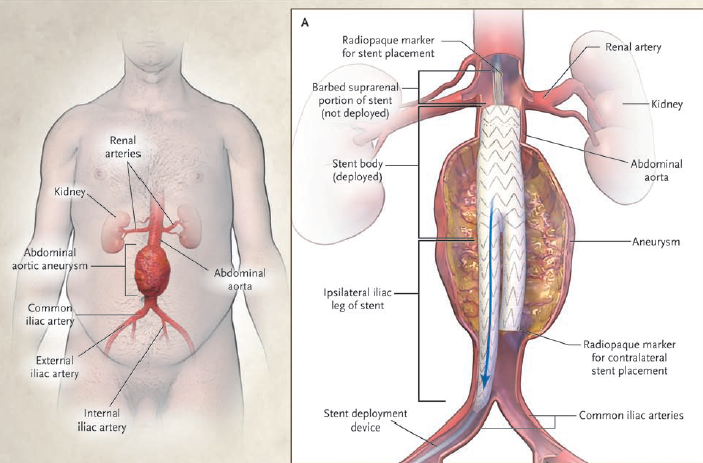 Renal
arteries
Kidney
Abdominal
aortic aneurysm
Abdominal
aorta
Common
iliac artery
External
iliac artery
Internal
iliac artery
A
Radiopaque marker
for stent placement
Renal artery
Barbed suprarenal
portion of stent
(not deployed)
Kidney
Stent body
(deployed)
Abdominal
aorta
Aneurysm
Ipsilateral iliac
leg of stent
Radiopaque marker
for contralateral
stent placement
Stent deployment
device
Common iliac arteries